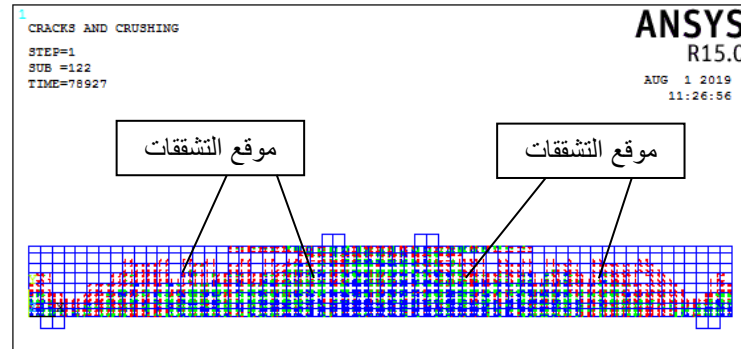 1
CRACKS AND CRUSHING
STEP=1
SUB =122
TIME=78927
ANSYS
R15.0
AUG 1 2019
11:26:56
موقع التشققات
موقع التشققات